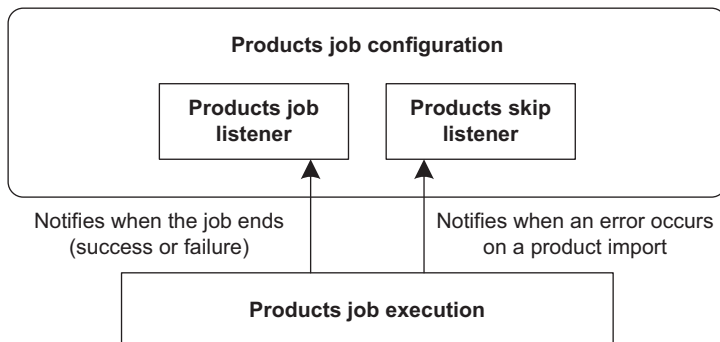 Products job configuration
Products job
listener
Products skip
listener
Notifies when the job ends
(success or failure)
Notifies when an error occurs
on a product import
Products job execution